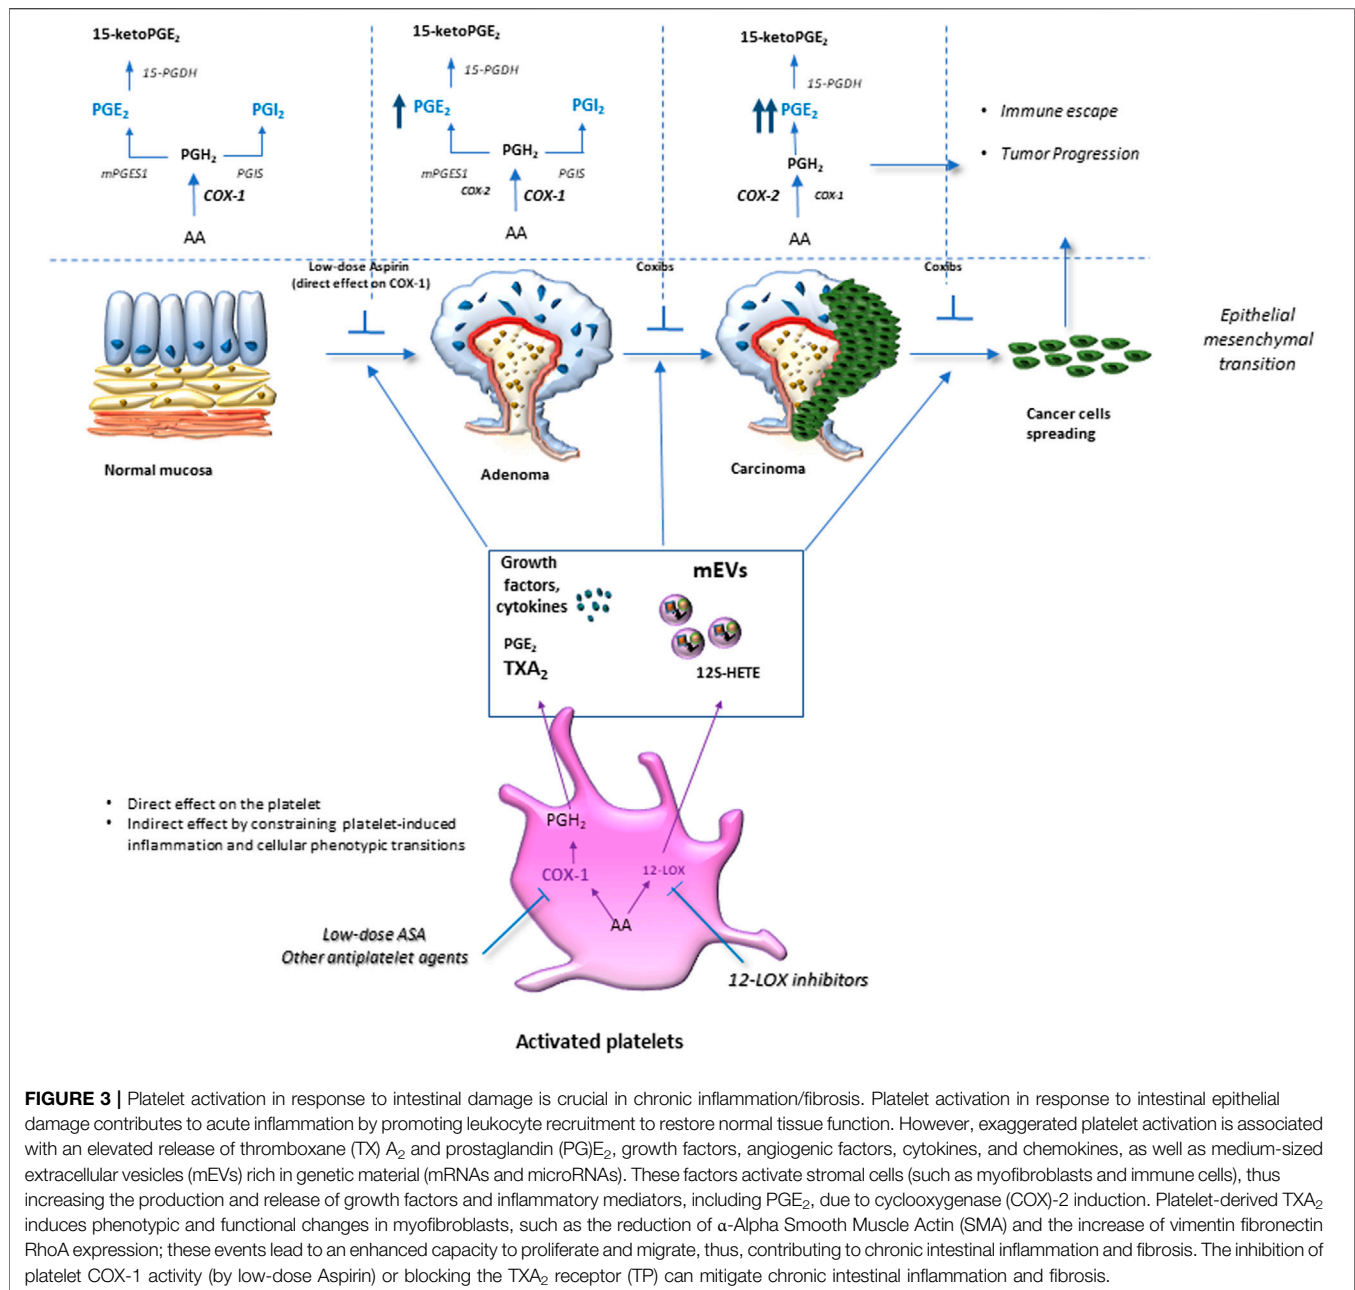 15-ketoPGE₂
15-PGDH
PGE₂
PGI₂
PGH₂
mPGES1
PGIS
COX-1
AA
15-ketoPGE₂
15-PGDH
PGE₂
PGI₂
PGH₂
mPGES1
PGIS
COX-2
COX-1
AA
15-ketoPGE₂
15-PGDH
PGE₂
PGH₂
COX-2
COX-1
AA
• Immune escape
• Tumor Progression
Low-dose Aspirin
(direct effect on COX-1)
Coxibs
Coxibs
Epithelial
mesenchymal
transition
Normal mucosa
Adenoma
Carcinoma
Cancer cells
spreading
Growth
factors,
cytokines
PGE₂
TXA₂
mEVs
12S-HETE
• Direct effect on the platelet
• Indirect effect by constraining platelet-induced
inflammation and cellular phenotypic transitions
PGH₂
COX-1
12-LOX
AA
Low-dose ASA
Other antiplatelet agents
12-LOX inhibitors
Activated platelets
FIGURE 3 | Platelet activation in response to intestinal damage is crucial in chronic inflammation/fibrosis. Platelet activation in response to intestinal epithelial
damage contributes to acute inflammation by promoting leukocyte recruitment to restore normal tissue function. However, exaggerated platelet activation is associated
with an elevated release of thromboxane (TX) A₂ and prostaglandin (PG)E₂, growth factors, angiogenic factors, cytokines, and chemokines, as well as medium-sized
extracellular vesicles (mEVs) rich in genetic material (mRNAs and microRNAs). These factors activate stromal cells (such as myofibroblasts and immune cells), thus
increasing the production and release of growth factors and inflammatory mediators, including PGE₂, due to cyclooxygenase (COX)-2 induction. Platelet-derived TXA₂
induces phenotypic and functional changes in myofibroblasts, such as the reduction of α-Alpha Smooth Muscle Actin (SMA) and the increase of vimentin fibronectin
RhoA expression; these events lead to an enhanced capacity to proliferate and migrate, thus, contributing to chronic intestinal inflammation and fibrosis. The inhibition of
platelet COX-1 activity (by low-dose Aspirin) or blocking the TXA₂ receptor (TP) can mitigate chronic intestinal inflammation and fibrosis.